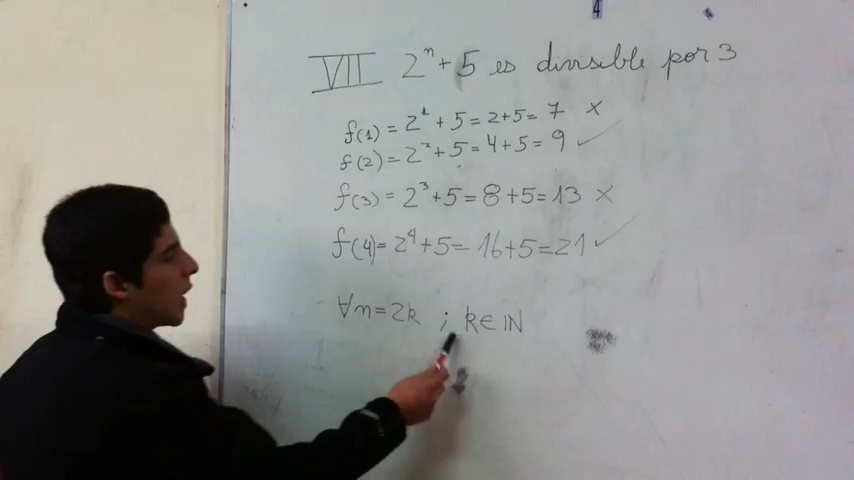 4
VII 2ⁿ + 5 es divisible por 3
f(1) = 2¹ + 5 = 2+5 = 7 x
f(2) = 2² + 5 = 4+5 = 9 ✓
f(3) = 2³ + 5 = 8 + 5 = 13 x
f(4) = 2⁴ + 5 = 16 + 5 = 21 ✓
∀n = 2k ; k ∈ ℕ